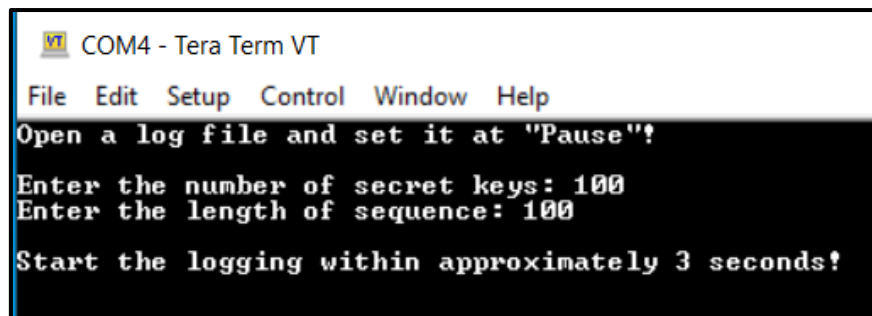 VT COM4 - Tera Term VT
File Edit Setup Control Window Help
Open a log file and set it at "Pause"!
Enter the number of secret keys: 100
Enter the length of sequence: 100
Start the logging within approximately 3 seconds!